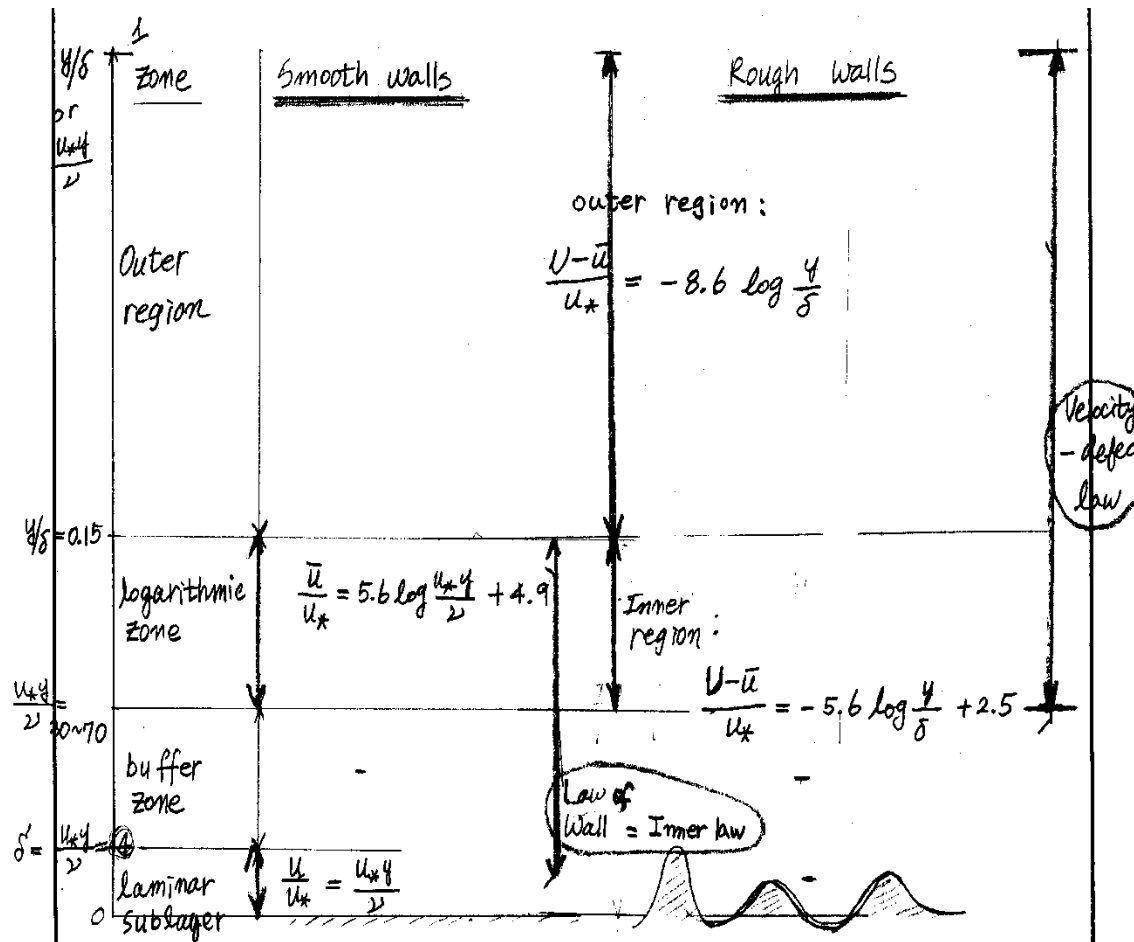 y/δ
or
u*y/ν
1
Zone
Smooth walls
Rough walls
Outer
region
outer region :
(U-ū)/u* = -8.6 log y/δ
Velocity
- defec
law
y/δ = 0.15
logarithmic
zone
ū/u* = 5.6 log u*y/ν + 4.9
Inner
region :
u*y/ν =
30~70
(U-ū)/u* = -5.6 log y/δ + 2.5
buffer
zone
Law of
Wall = Inner law
δ' = u*y/ν = 4
laminar
sublayer
u/u* = u*y/ν
0